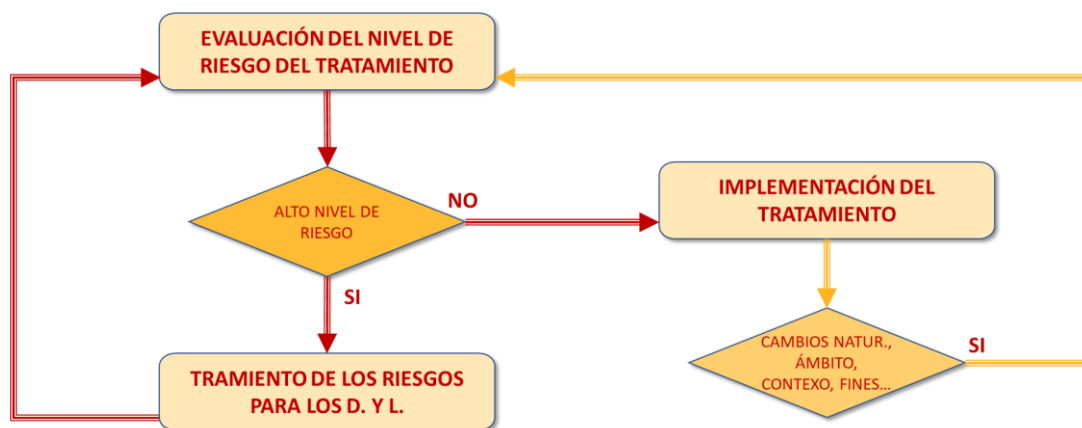 EVALUACIÓN DEL NIVEL DE
RIESGO DEL TRATAMIENTO
ALTO NIVEL DE
RIESGO
NO
IMPLEMENTACIÓN DEL
TRATAMIENTO
SI
CAMBIOS NATUR.,
ÁMBITO,
CONTEXO, FINES...
SI
TRAMIENTO DE LOS RIESGOS
PARA LOS D. Y L.